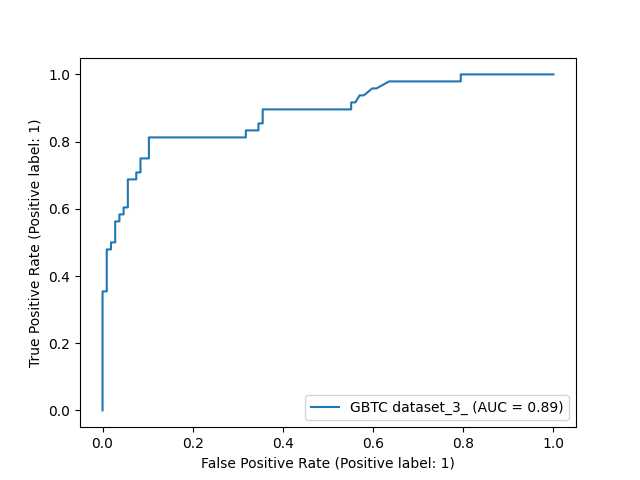 1.0
0.8
0.6
0.4
0.2
0.0
True Positive Rate (Positive label: 1)
GBTC dataset_3_ (AUC = 0.89)
0.0 0.2 0.4 0.6 0.8 1.0
False Positive Rate (Positive label: 1)